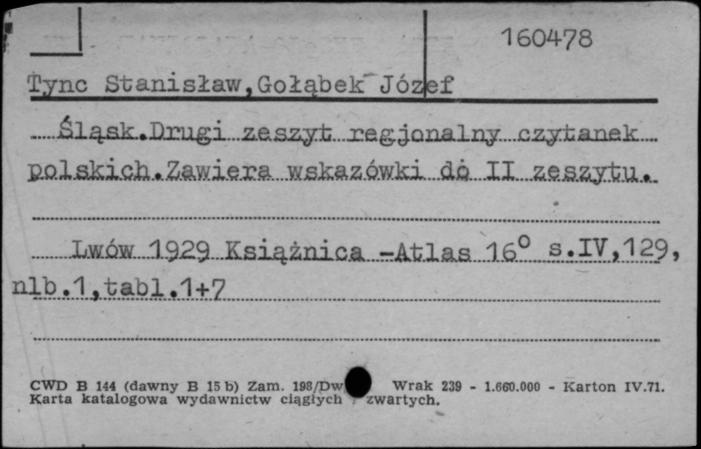 160478
Tync Stanisław,Gołąbek Józef
Śląsk.Drugi zeszyt regjonalny czytanek
polskich.Zawiera wskazówki do II zeszytu.
Lwów 1929 Książnica -Atlas 16° s.IV,129,
nlb.1,tabl.1+7
CWD B 144 (dawny B 15 b) Zam. 198/Dw Wrak 239 - 1.660.000 - Karton IV.71.
Karta katalogowa wydawnictw ciągłych i zwartych.